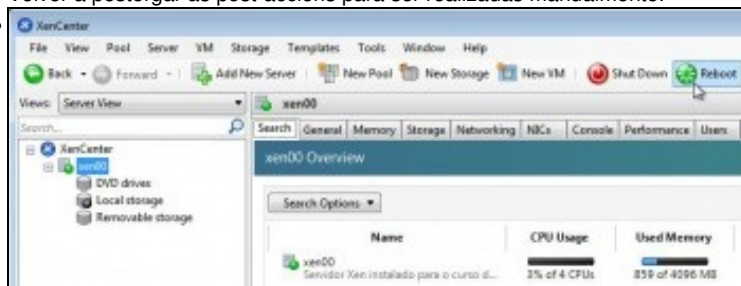 Volver a postergar as post-accións para ser realizadas manualmente.
XenCenter
File View Pool Server VM Storage Templates Tools Window Help
Back Forward Add New Server New Pool New Storage New VM Shut Down Reboot
Views: Server View xen00
Search... Search General Memory Storage Networking NICs Console Performance Users
XenCenter xen00 Overview
xen00
DVD drives
Local storage Search Options
Removable storage
Name CPU Usage Used Memory
xen00
Servidor Xen instalado para o curso d... 3% of 4 CPUs 859 of 4096 MB